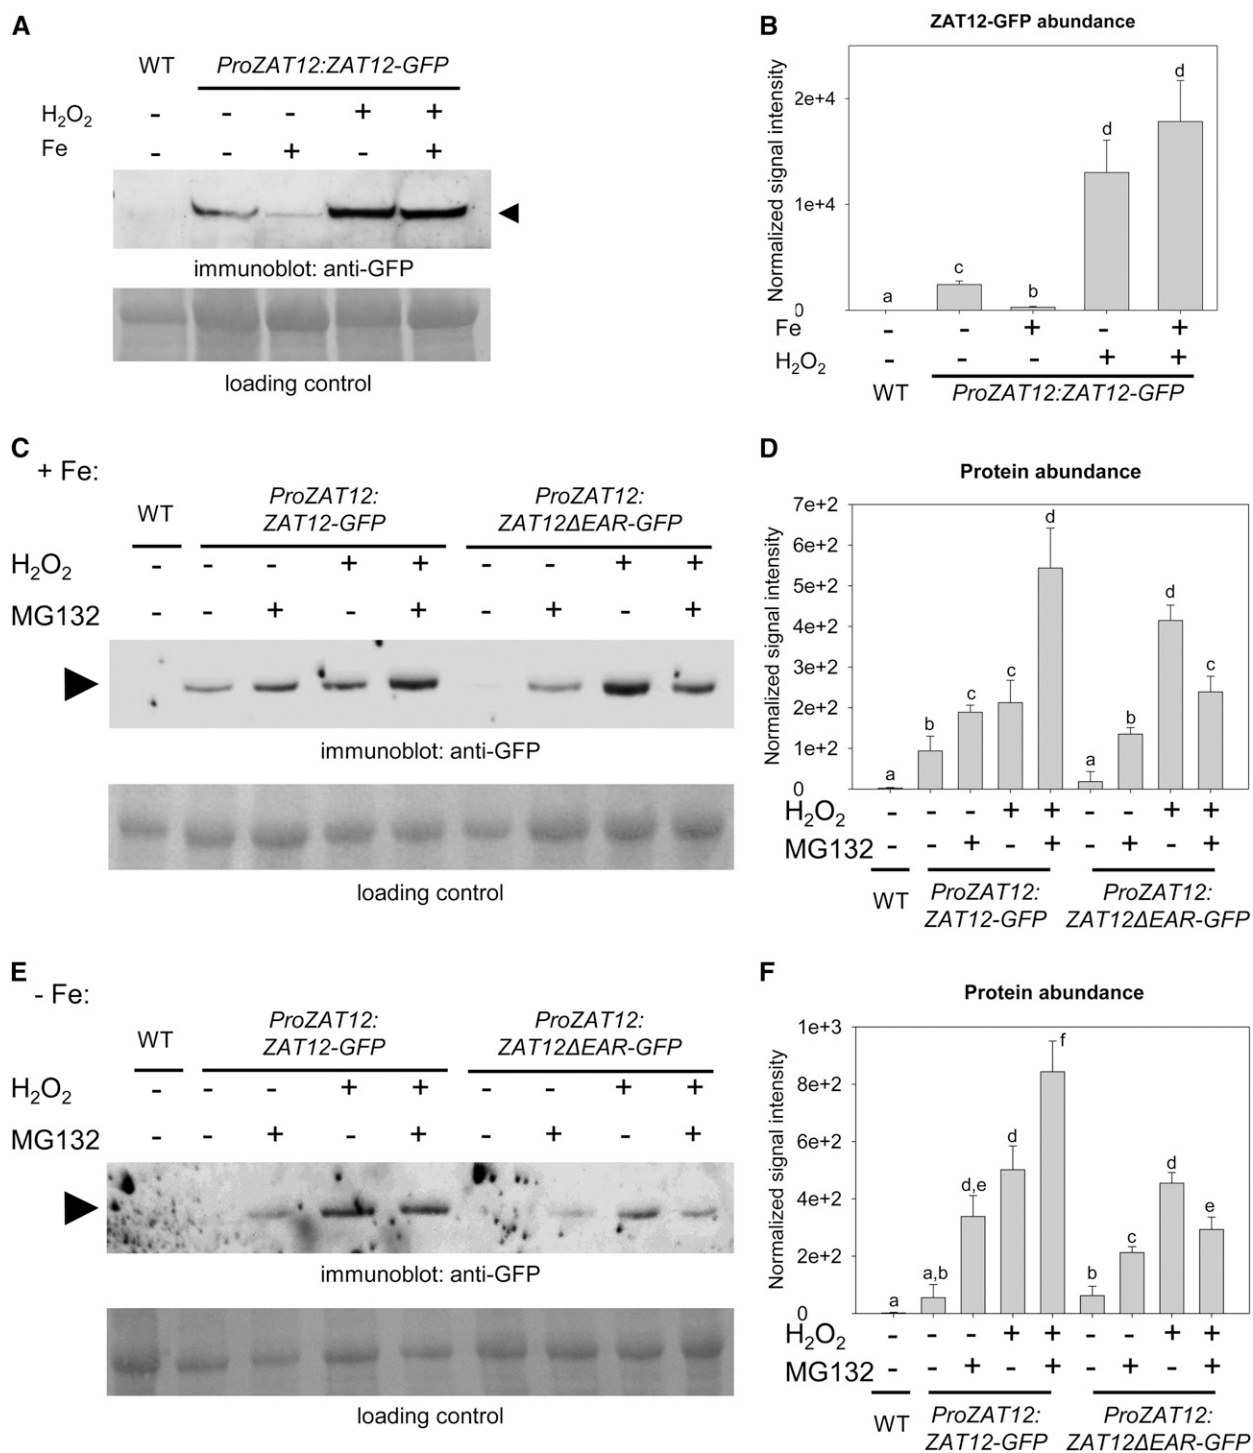 A
WT ProZAT12:ZAT12-GFP
H2O2 - - - + +
Fe - - + - +
immunoblot: anti-GFP
loading control
B
ZAT12-GFP abundance
Normalized signal intensity
2e+4
1e+4
0
a c b d d
Fe - - + - +
H2O2 - - - + +
WT ProZAT12:ZAT12-GFP
C
+ Fe:
WT
ProZAT12:
ZAT12-GFP
ProZAT12:
ZAT12ΔEAR-GFP
H2O2 - - - + + - - + +
MG132 - - + - + - + - +
immunoblot: anti-GFP
loading control
D
Protein abundance
Normalized signal intensity
7e+2
6e+2
5e+2
4e+2
3e+2
2e+2
1e+2
0
a b c c d a b d c
H2O2 - - - + + - - + +
MG132 - - + - + - + - +
WT
ProZAT12:
ZAT12-GFP
ProZAT12:
ZAT12ΔEAR-GFP
E
- Fe:
WT
ProZAT12:
ZAT12-GFP
ProZAT12:
ZAT12ΔEAR-GFP
H2O2 - - - + + - - + +
MG132 - - + - + - + - +
immunoblot: anti-GFP
loading control
F
Protein abundance
Normalized signal intensity
1e+3
8e+2
6e+2
4e+2
2e+2
0
a a,b d,e d f b c d e
H2O2 - - - + + - - + +
MG132 - - + - + - + - +
WT
ProZAT12:
ZAT12-GFP
ProZAT12:
ZAT12ΔEAR-GFP